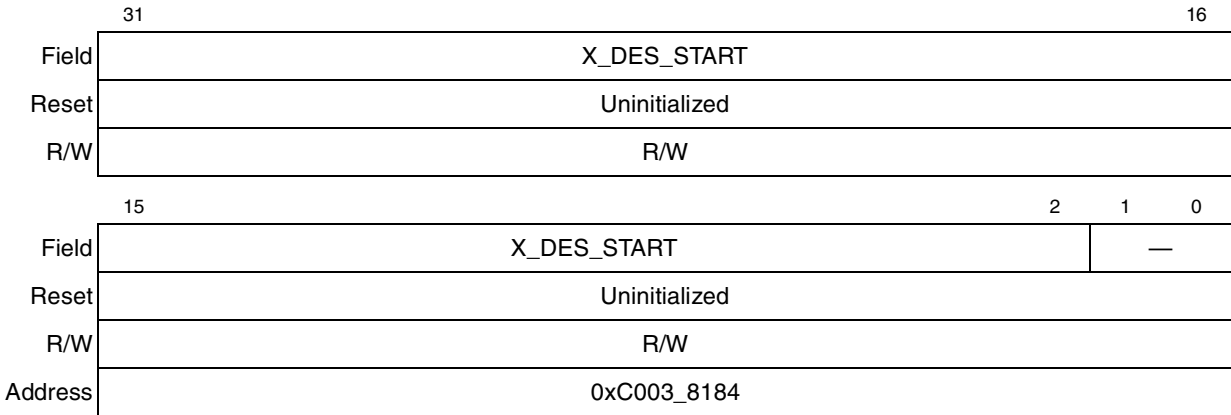 31 16
Field X_DES_START
Reset Uninitialized
R/W R/W
15 2 1 0
Field X_DES_START —
Reset Uninitialized
R/W R/W
Address 0xC003_8184